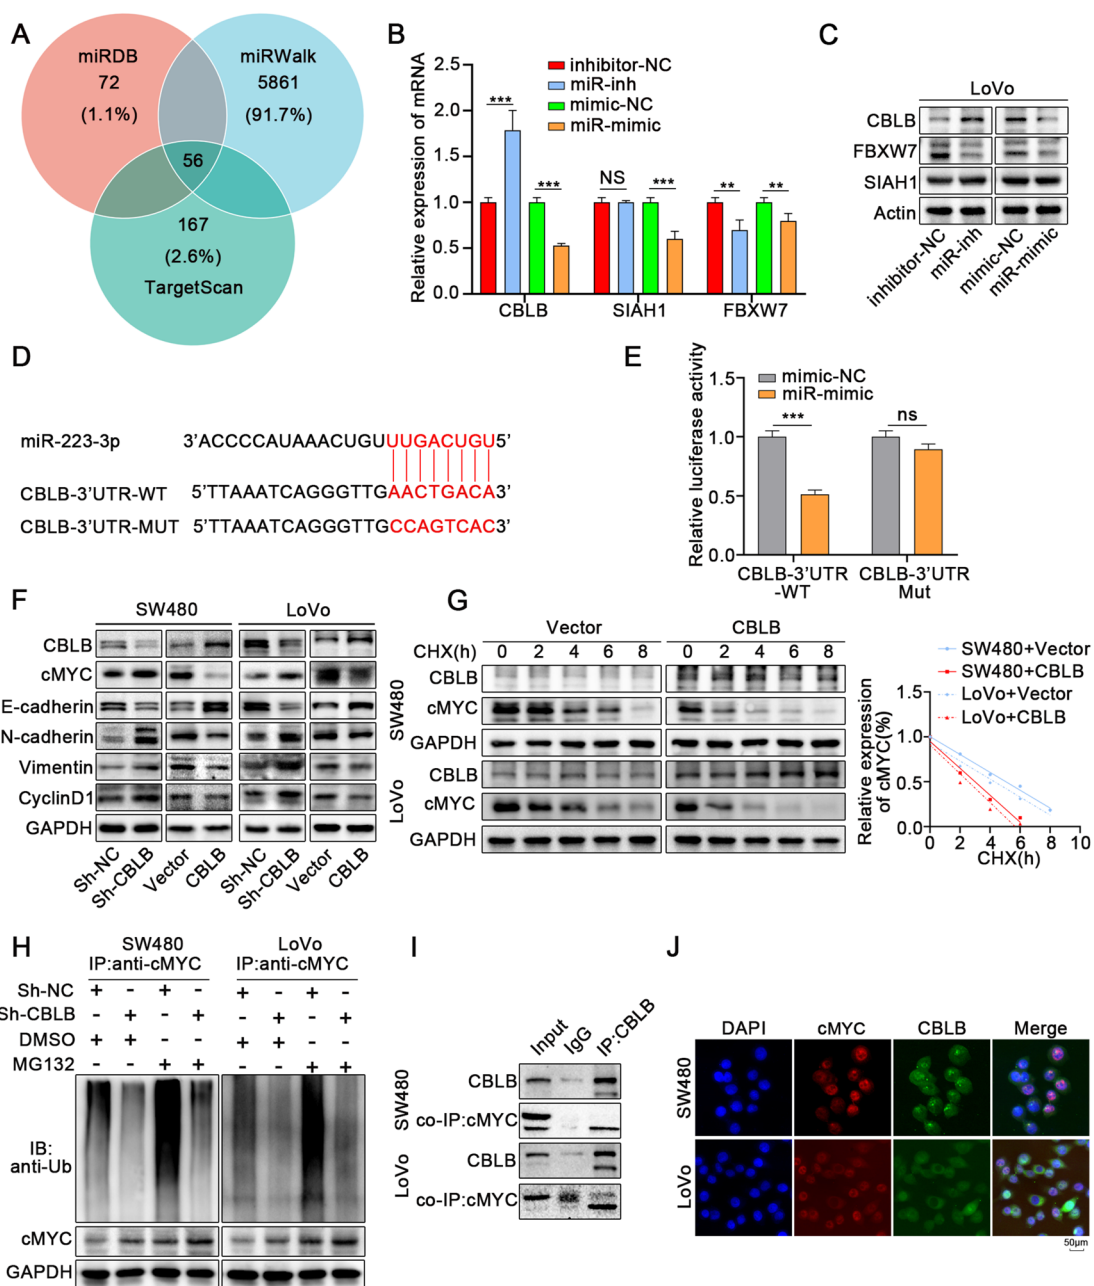 A
miRDB
72
(1.1%)
miRWalk
5861
(91.7%)
56
167
(2.6%)
TargetScan
B
Relative expression of mRNA
2.5
2.0
1.5
1.0
0.5
0.0
inhibitor-NC
miR-inh
mimic-NC
miR-mimic
*** *** NS *** ** **
CBLB SIAH1 FBXW7
C
LoVo
CBLB
FBXW7
SIAH1
Actin
inhibitor-NC miR-inh mimic-NC miR-mimic
D
miR-223-3p 3'ACCCCAUAAACUGUUUGACUGU5'
CBLB-3'UTR-WT 5'TTAAATCAGGGTTGAACTGACA3'
CBLB-3'UTR-MUT 5'TTAAATCAGGGTTGCCAGTCAC3'
E
Relative luciferase activity
1.5
1.0
0.5
0.0
mimic-NC
miR-mimic
*** ns
CBLB-3'UTR CBLB-3'UTR
-WT Mut
F
SW480 LoVo
CBLB
cMYC
E-cadherin
N-cadherin
Vimentin
CyclinD1
GAPDH
Sh-NC Sh-CBLB Vector CBLB Sh-NC Sh-CBLB Vector CBLB
G
Vector CBLB
CHX(h) 0 2 4 6 8 0 2 4 6 8
SW480
CBLB
cMYC
GAPDH
LoVo
CBLB
cMYC
GAPDH
SW480+Vector
SW480+CBLB
LoVo+Vector
LoVo+CBLB
Relative expression
of cMYC(%)
1.5
1.0
0.5
0.0
0 2 4 6 8 10
CHX(h)
H
SW480 LoVo
IP:anti-cMYC IP:anti-cMYC
Sh-NC + - + - + - + -
Sh-CBLB - + - + - + - +
DMSO + + - - + + - -
MG132 - - + + - - + +
IB:
anti-Ub
cMYC
GAPDH
I
Input IgG IP:CBLB
SW480
CBLB
co-IP:cMYC
LoVo
CBLB
co-IP:cMYC
J
DAPI cMYC CBLB Merge
SW480
LoVo
50μm